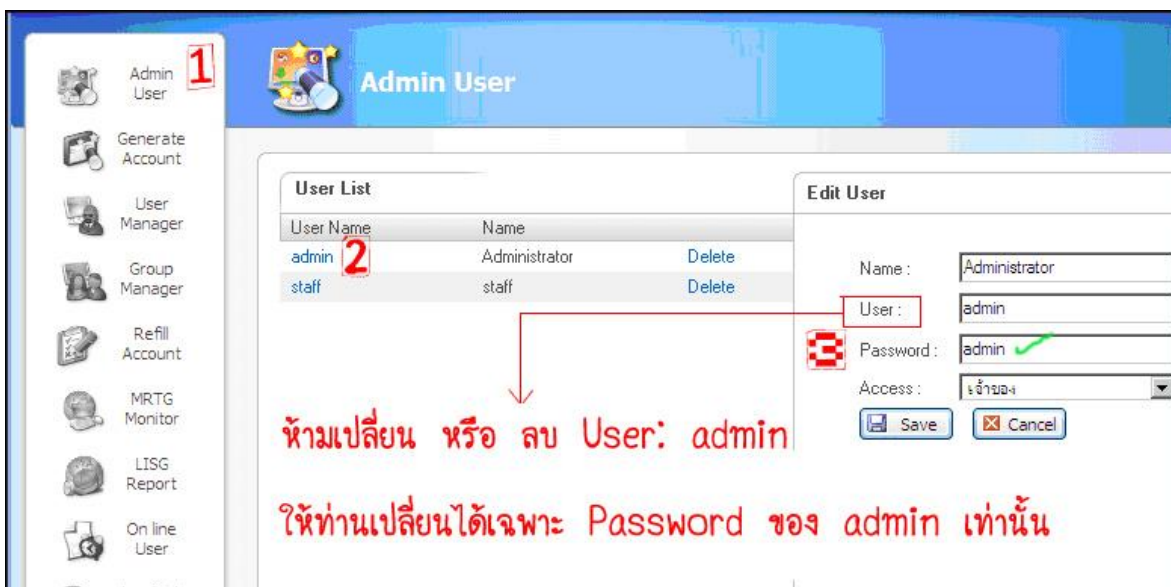 Admin
User
1
Generate
Account
User
Manager
Group
Manager
Refill
Account
MRTG
Monitor
LISG
Report
On line
User
Admin User
User List
User Name Name
admin 2 Administrator Delete
staff staff Delete
Edit User
Name : Administrator
User : admin
3 Password : admin
Access : เจ้าของ
Save Cancel
ห้ามเปลี่ยน หรือ ลบ User: admin
ให้ท่านเปลี่ยนได้เฉพาะ Password ของ admin เท่านั้น